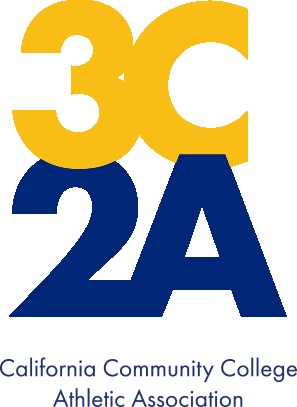 3C
2A
California Community College
Athletic Association